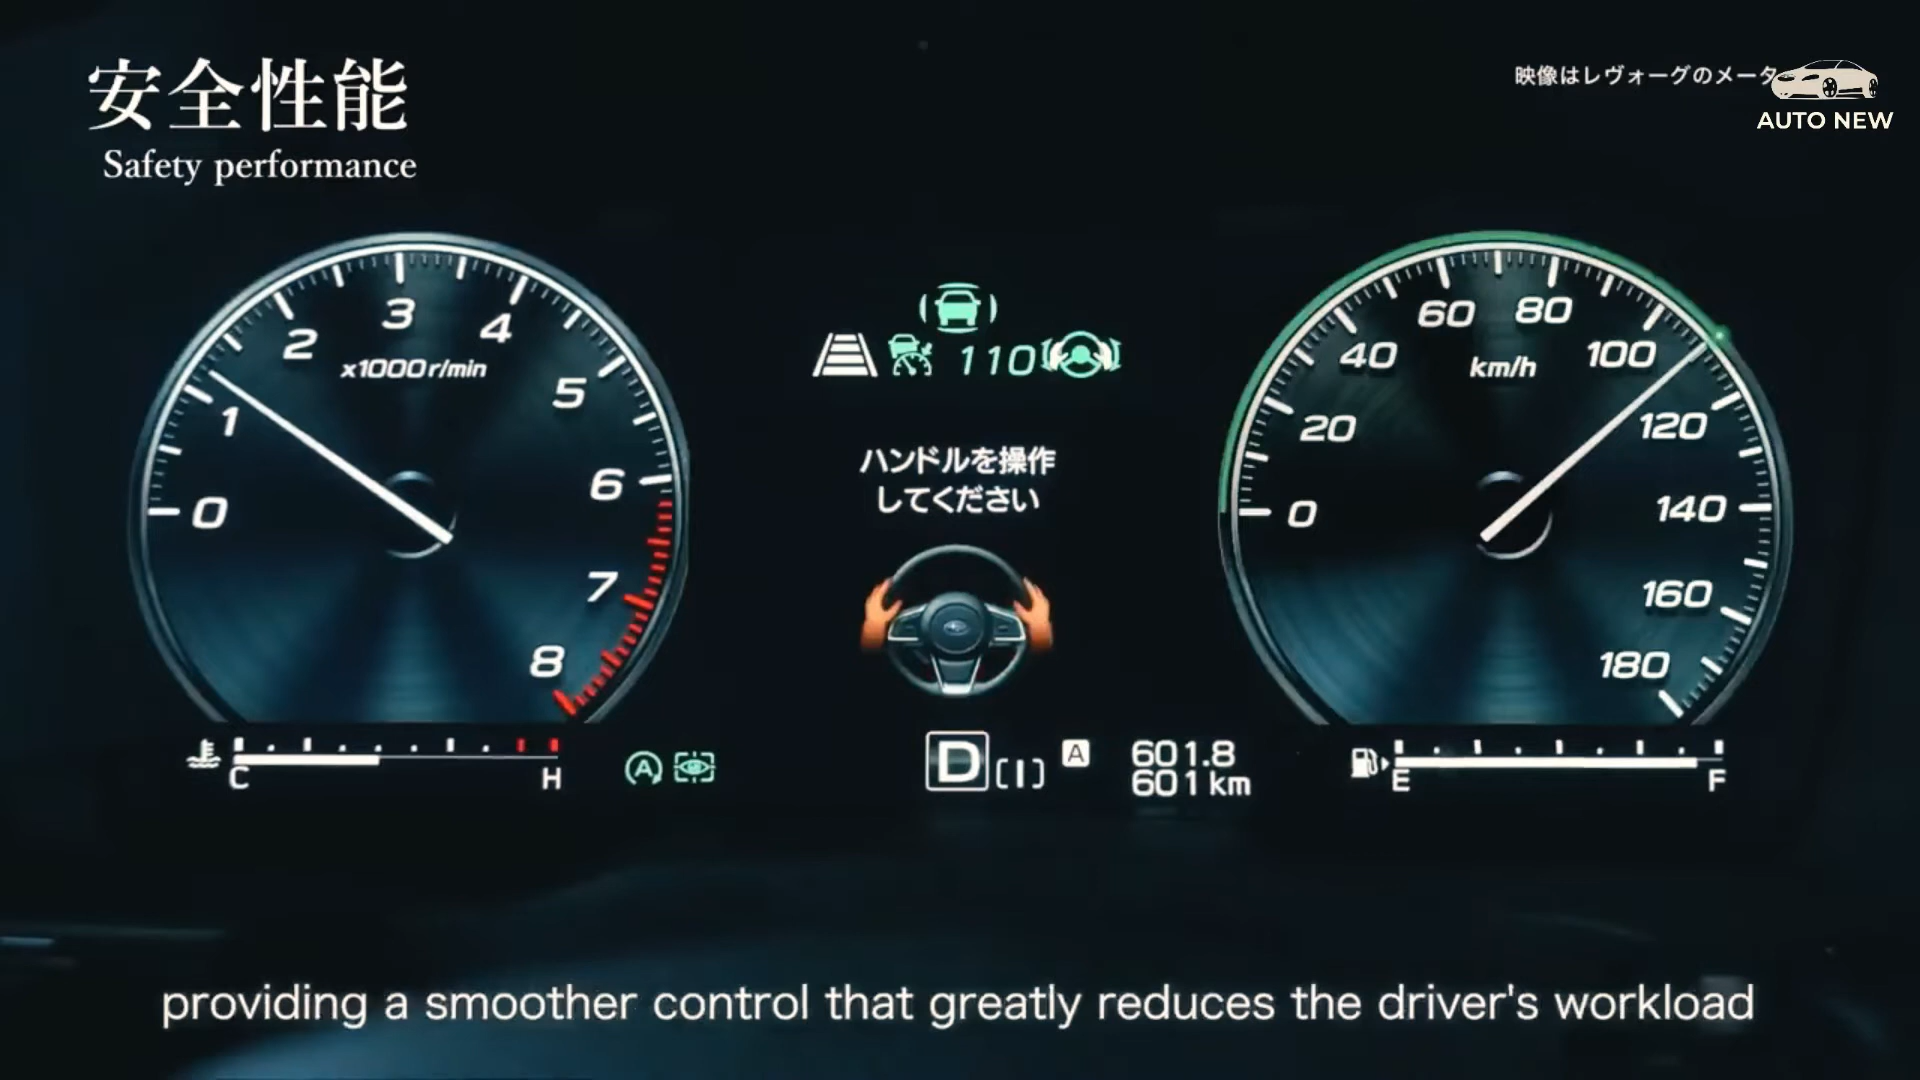 安全性能
Safety performance
映像はレヴォーグのメータ
AUTO NEW
0
1
2
3
4
5
6
7
8
x1000r/min
C
H
110
ハンドルを操作
してください
A
D
[I]
A
601.8
601km
0
20
40
60
80
100
120
140
160
180
km/h
E
F
providing a smoother control that greatly reduces the driver's workload